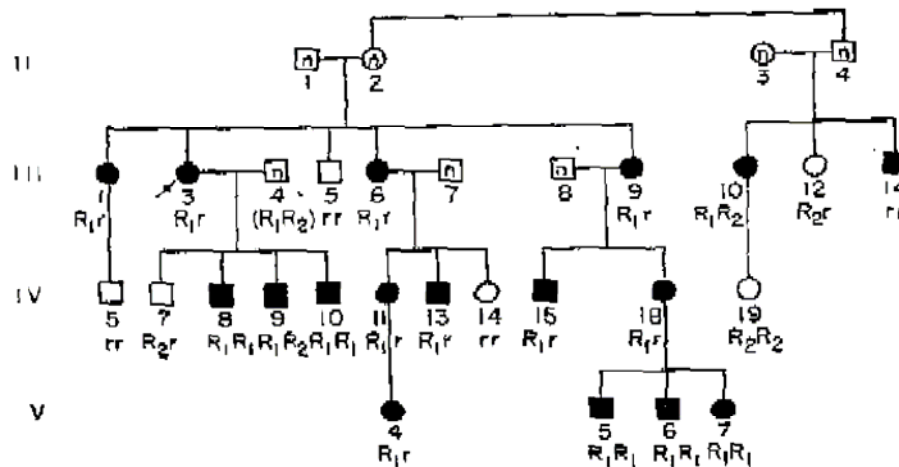 II n n n n
1 2 3 4
III n n n
1 3 4 5 6 7 8 9 10 12 14
R₁r R₁r (R₁R₂) rr R₁r R₁r R₁R₂ R₂r
IV
5 7 8 9 10 11 13 14 15 18 19
rr R₂r R₁R₁ R₁R₂ R₁R₁ R₁r R₁r rr R₁r R₁r R₂R₂
V
4 5 6 7
R₁r R₁R₁ R₁R₁ R₁R₁